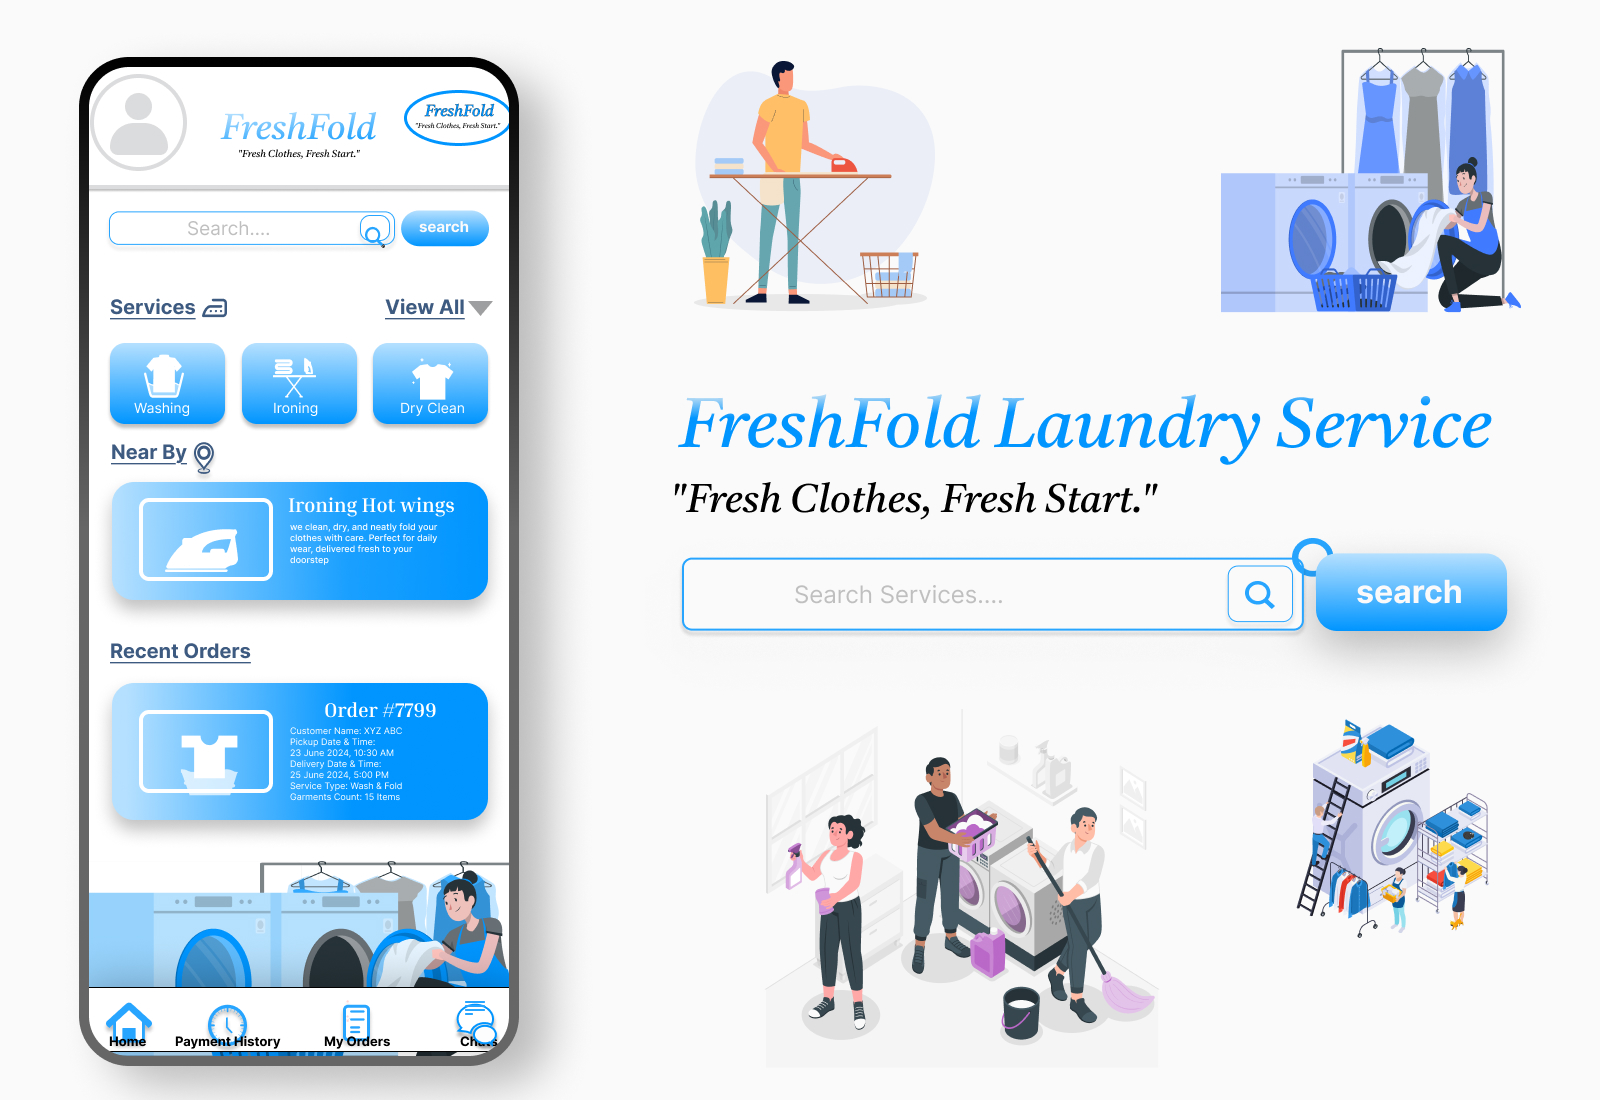 FreshFold
"Fresh Clothes, Fresh Start."
FreshFold
"Fresh Clothes, Fresh Start."
Search....
search
Services
View All
Washing
Ironing
Dry Clean
Near By
Ironing Hot wings
we clean, dry, and neatly fold your
clothes with care. Perfect for daily
wear, delivered fresh to your
doorstep
Recent Orders
Order #7799
Customer Name: XYZ ABC
Pickup Date & Time:
23 June 2024, 10:30 AM
Delivery Date & Time:
25 June 2024, 5:00 PM
Service Type: Wash & Fold
Garments Count: 15 Items
Home
Payment History
My Orders
Chats
FreshFold Laundry Service
"Fresh Clothes, Fresh Start."
Search Services....
search